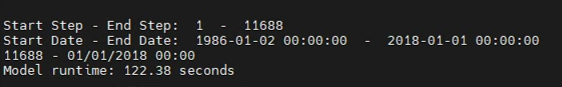 Start Step - End Step:  1  -  11688
Start Date - End Date:  1986-01-02 00:00:00  -  2018-01-01 00:00:00
11688 - 01/01/2018 00:00
Model runtime: 122.38 seconds